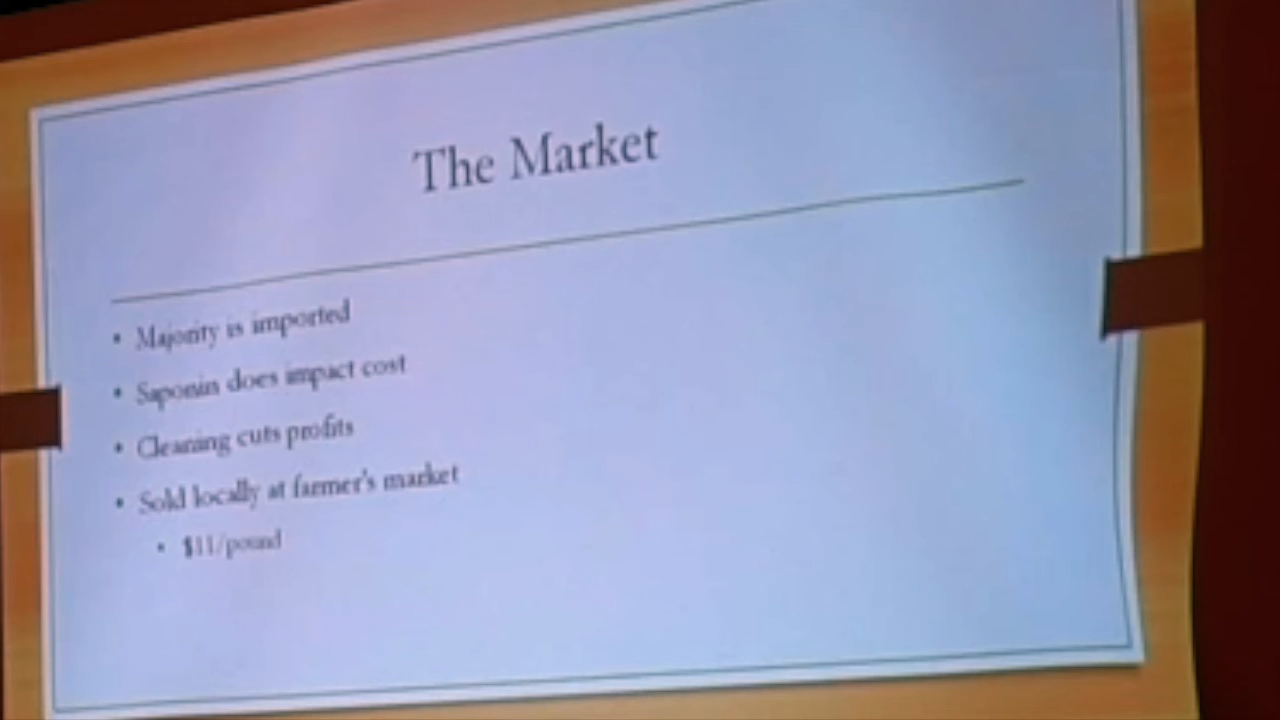 The Market
• Majority is imported
• Saponin does impact cost
• Cleaning cuts profits
• Sold locally at farmer's market
• $11/pound